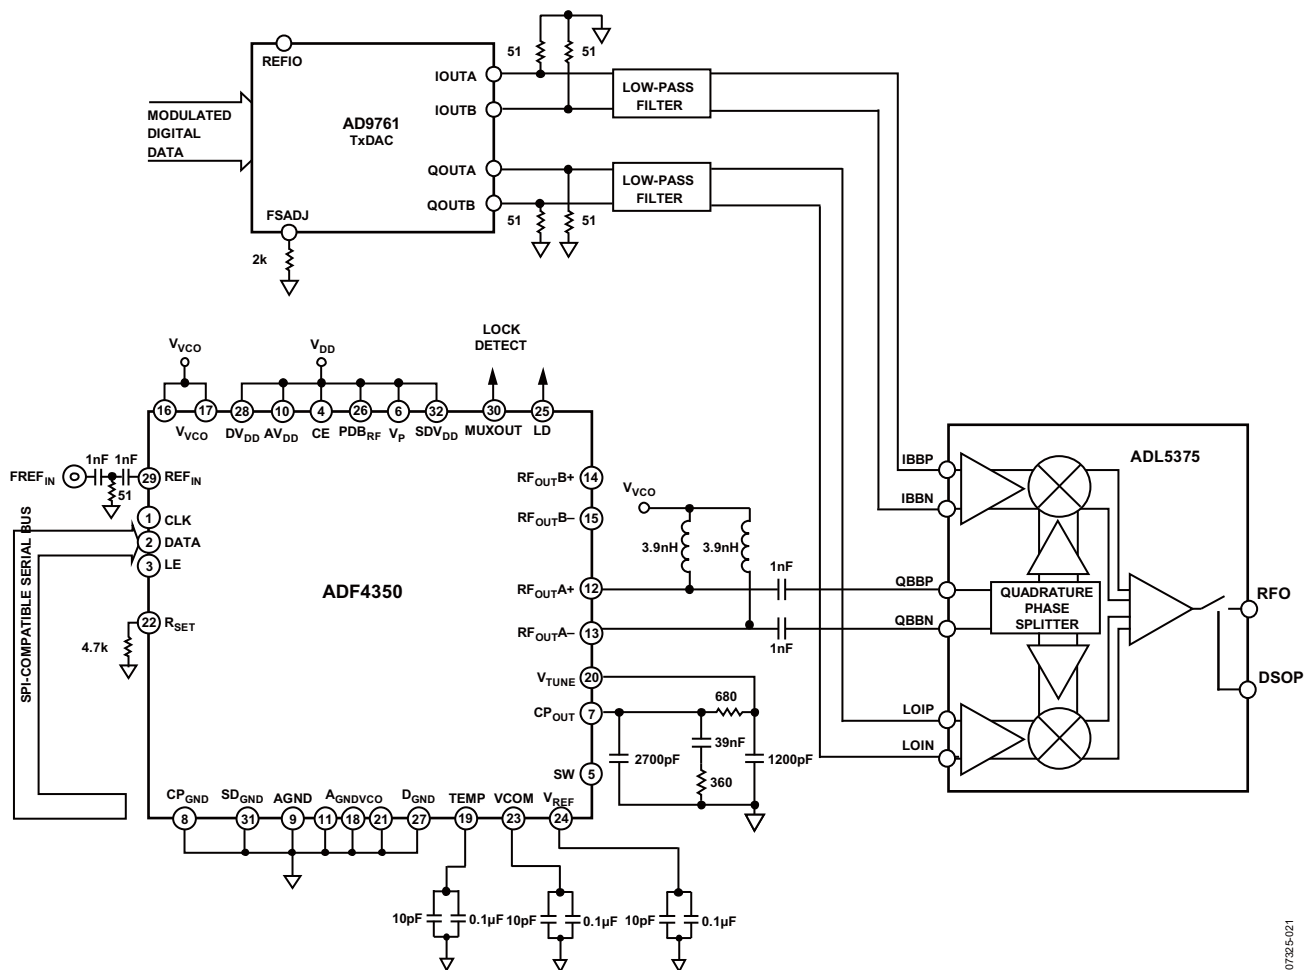 51
51
REFIO
IOUTA
IOUTB
QOUTA
QOUTB
AD9761
TxDAC
MODULATED
DIGITAL
DATA
FSADJ
2k
LOW-PASS
FILTER
LOW-PASS
FILTER
51
51
LOCK
DETECT
VVCO
VDD
16
17
28
10
4
26
6
32
30
25
VVCO
DVDD
AVDD
CE
PDBRF
VP
SDVDD
MUXOUT
LD
FREFIN
1nF
1nF
51
29
REFIN
1
CLK
2
DATA
3
LE
SPI-COMPATIBLE SERIAL BUS
22
RSET
4.7k
ADF4350
RFOUTB+
14
RFOUTB–
15
RFOUTA+
12
RFOUTA–
13
VTUNE
20
CPOUT
7
SW
5
VVCO
3.9nH
3.9nH
1nF
1nF
680
39nF
2700pF
1200pF
360
CPGND
SDGND
AGND
AGNDVCO
DGND
TEMP
VCOM
VREF
8
31
9
11
18
21
27
19
23
24
10pF
0.1µF
10pF
0.1µF
10pF
0.1µF
ADL5375
IBBP
IBBN
QBBP
QBBN
LOIP
LOIN
QUADRATURE
PHASE
SPLITTER
RFO
DSOP
07325-021